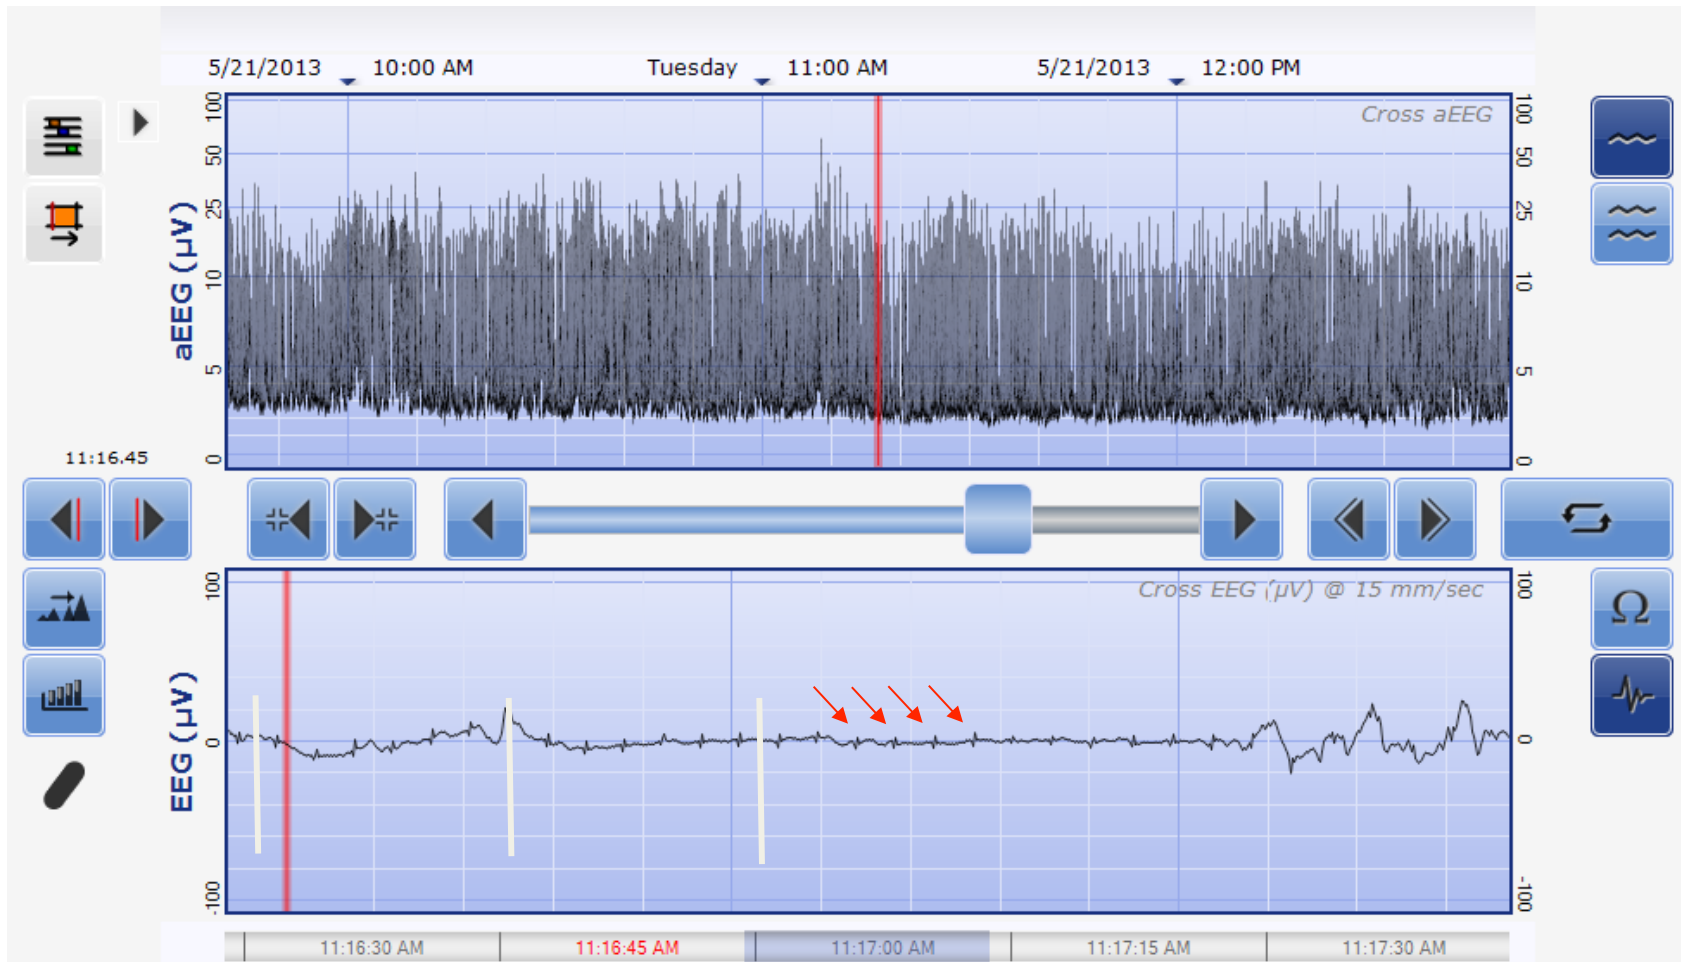 5/21/2013 10:00 AM Tuesday 11:00 AM 5/21/2013 12:00 PM
Cross aEEG
aEEG (µV)
100 50 25 10 5 0
100 50 25 10 5 0
11:16.45
Cross EEG (µV) @ 15 mm/sec
EEG (µV)
100 0 -100
100 0 -100
Ω
11:16:30 AM 11:16:45 AM 11:17:00 AM 11:17:15 AM 11:17:30 AM